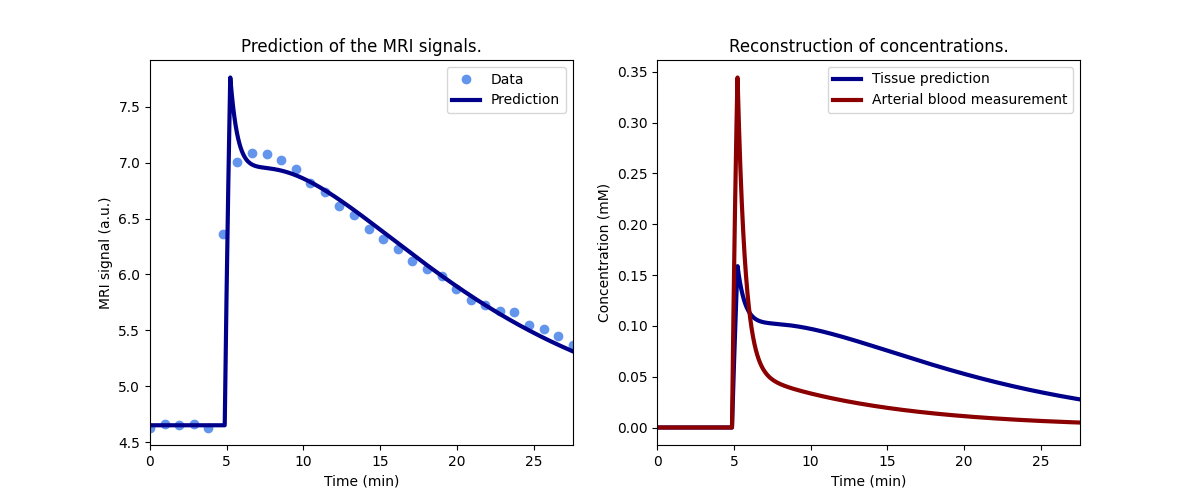 Prediction of the MRI signals.
Data
Prediction
7.5
7.0
6.5
6.0
5.5
5.0
4.5
MRI signal (a.u.)
0
5
10
15
20
25
Time (min)
Reconstruction of concentrations.
Tissue prediction
Arterial blood measurement
0.35
0.30
0.25
0.20
0.15
0.10
0.05
0.00
Concentration (mM)
0
5
10
15
20
25
Time (min)